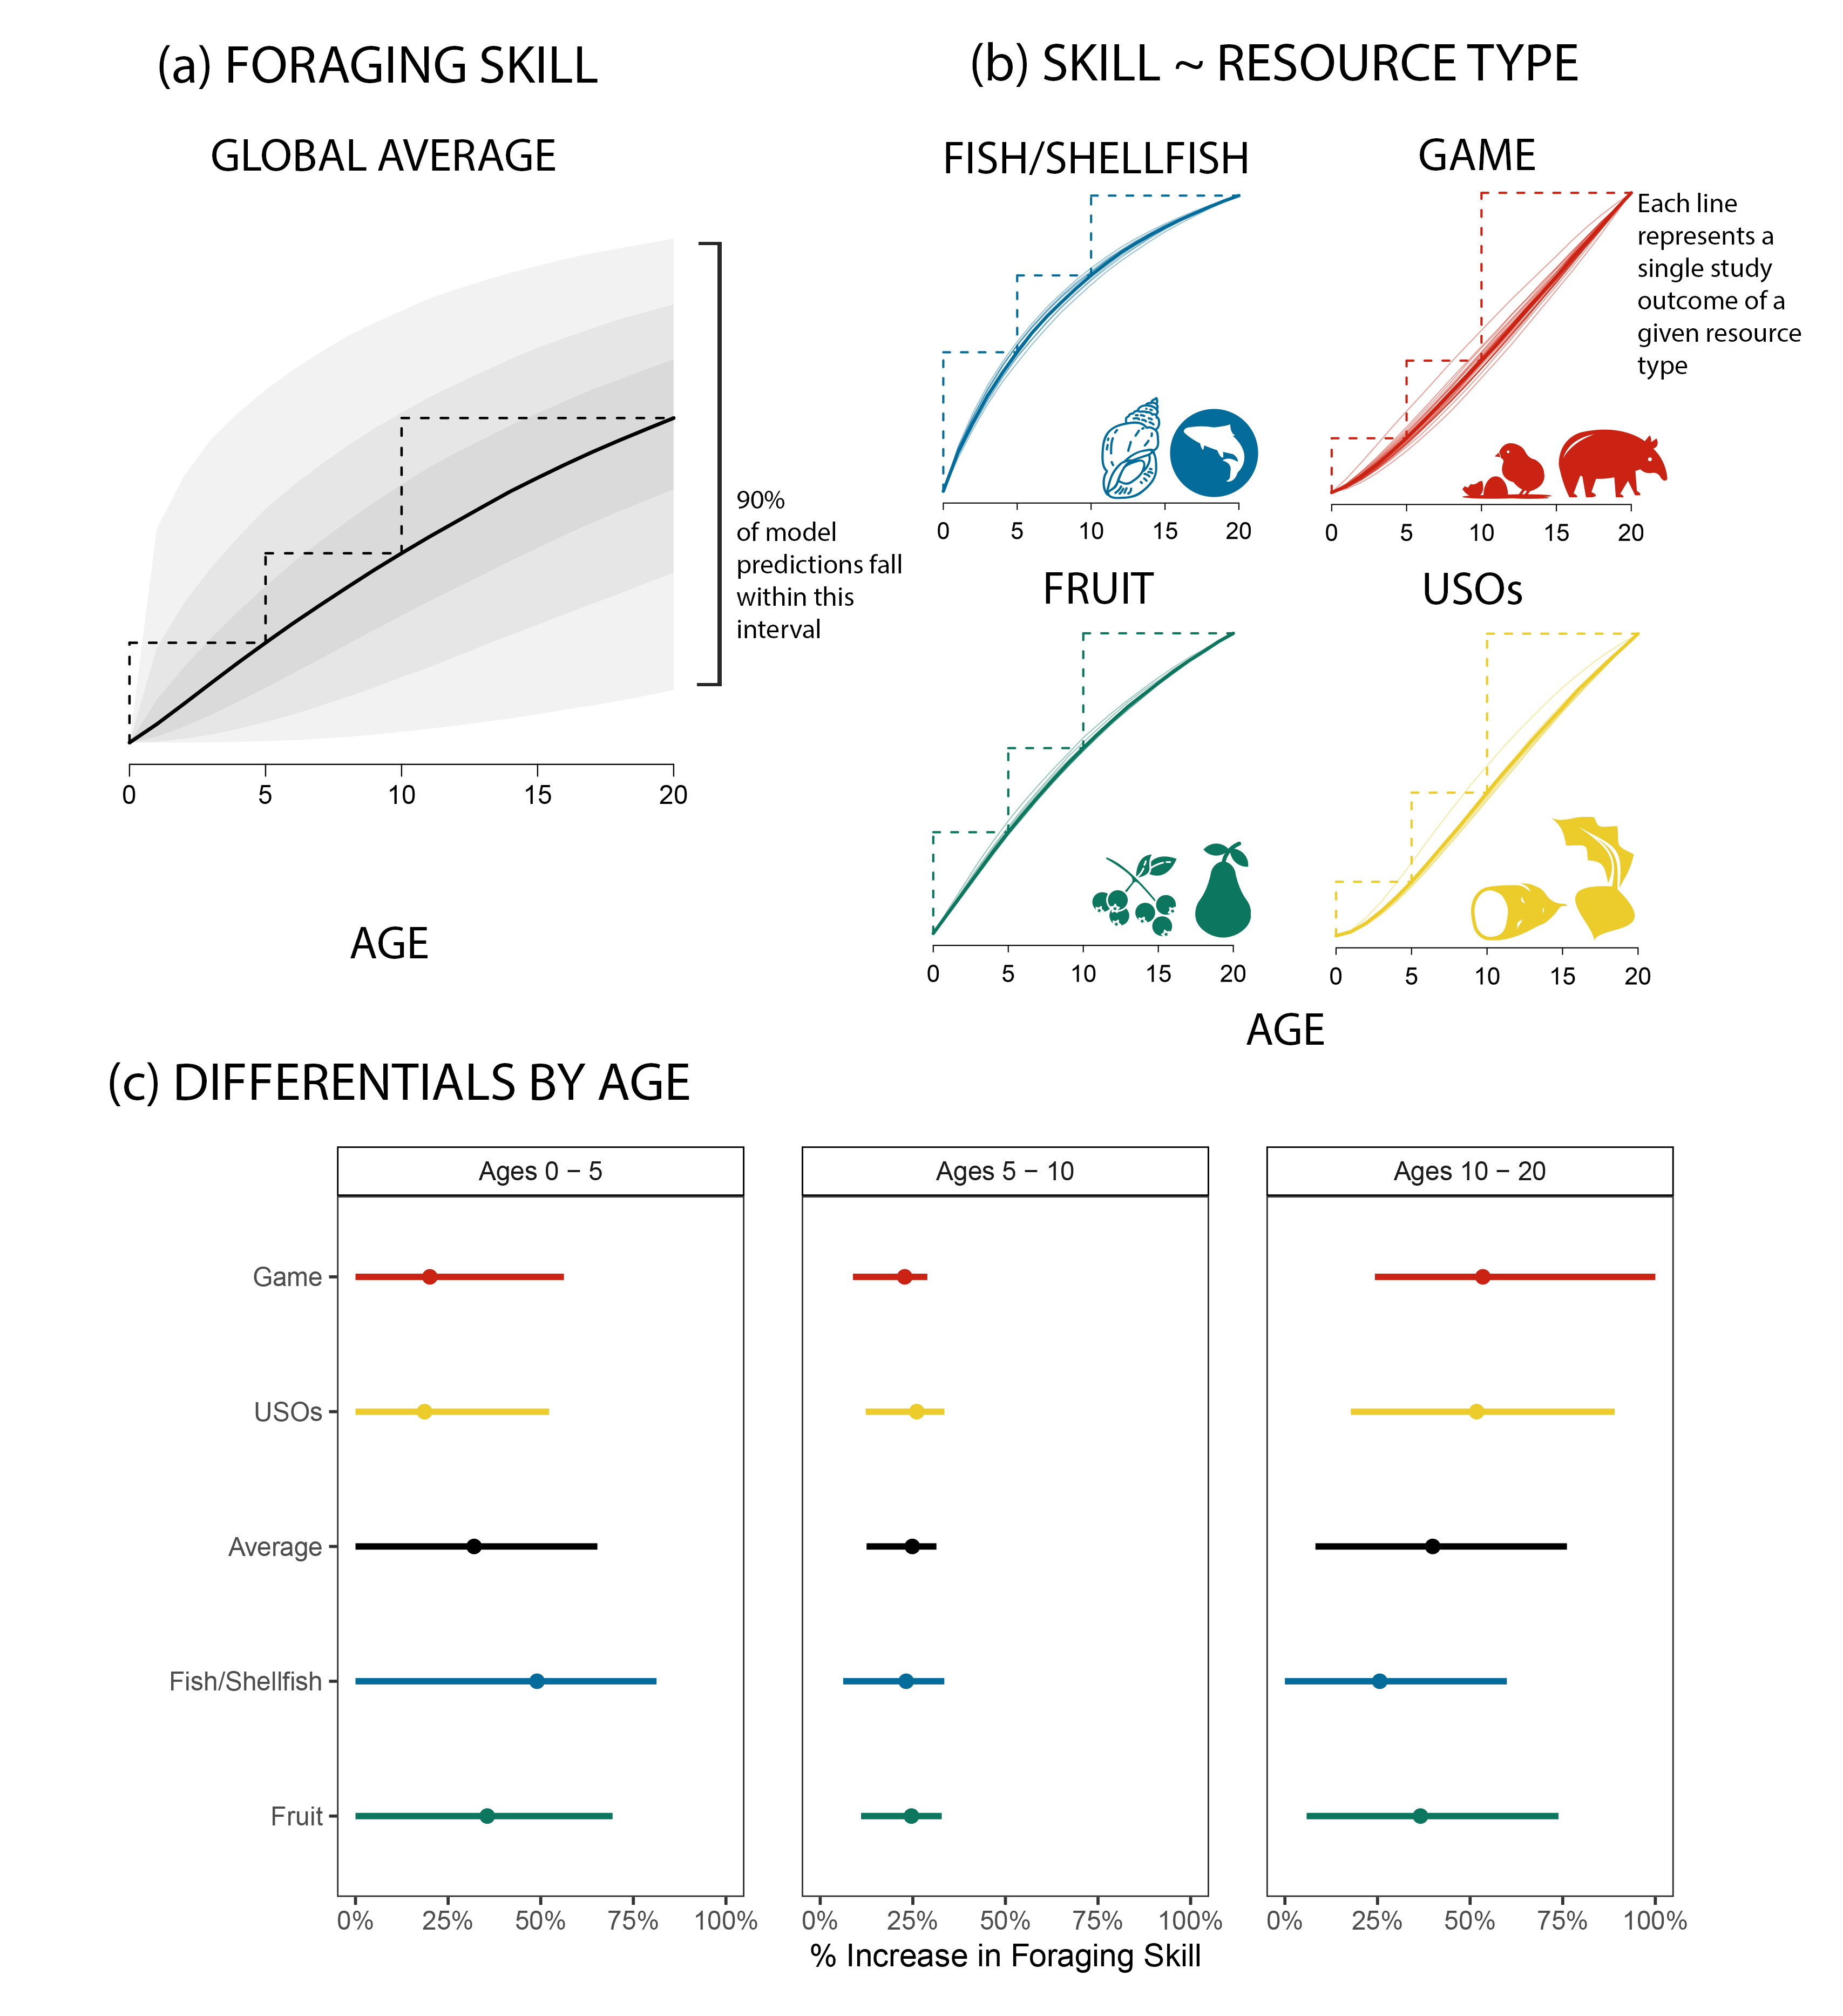 (a) FORAGING SKILL
GLOBAL AVERAGE
90%
of model
predictions fall
within this
interval
0 5 10 15 20
AGE
(b) SKILL ~ RESOURCE TYPE
FISH/SHELLFISH
0 5 10 15 20
GAME
Each line
represents a
single study
outcome of a
given resource
type
0 5 10 15 20
FRUIT
0 5 10 15 20
USOs
0 5 10 15 20
AGE
(c) DIFFERENTIALS BY AGE
Ages 0 − 5
Ages 5 − 10
Ages 10 − 20
Game
USOs
Average
Fish/Shellfish
Fruit
0% 25% 50% 75% 100%
0% 25% 50% 75% 100%
0% 25% 50% 75% 100%
% Increase in Foraging Skill